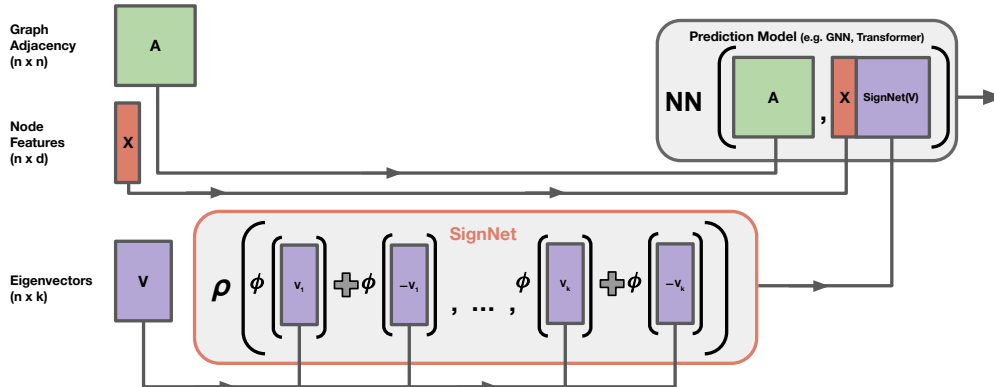 Graph
Adjacency
(n x n)
A
Node
Features
(n x d)
X
Prediction Model (e.g. GNN, Transformer)
NN ( A , X SignNet(V) )
SignNet
Eigenvectors
(n x k)
V
ρ ( ϕ ( v₁ ) + ϕ ( −v₁ ) , ... , ϕ ( vₖ ) + ϕ ( −vₖ ) )